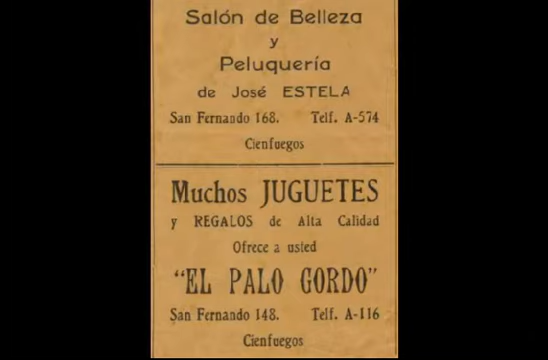 Salón de Belleza
y
Peluquería
de José ESTELA
San Fernando 168. Telf. A-574
Cienfuegos
Muchos JUGUETES
y REGALOS de Alta Calidad
Ofrece a usted
"EL PALO GORDO"
San Fernando 148. Telf. A-116
Cienfuegos